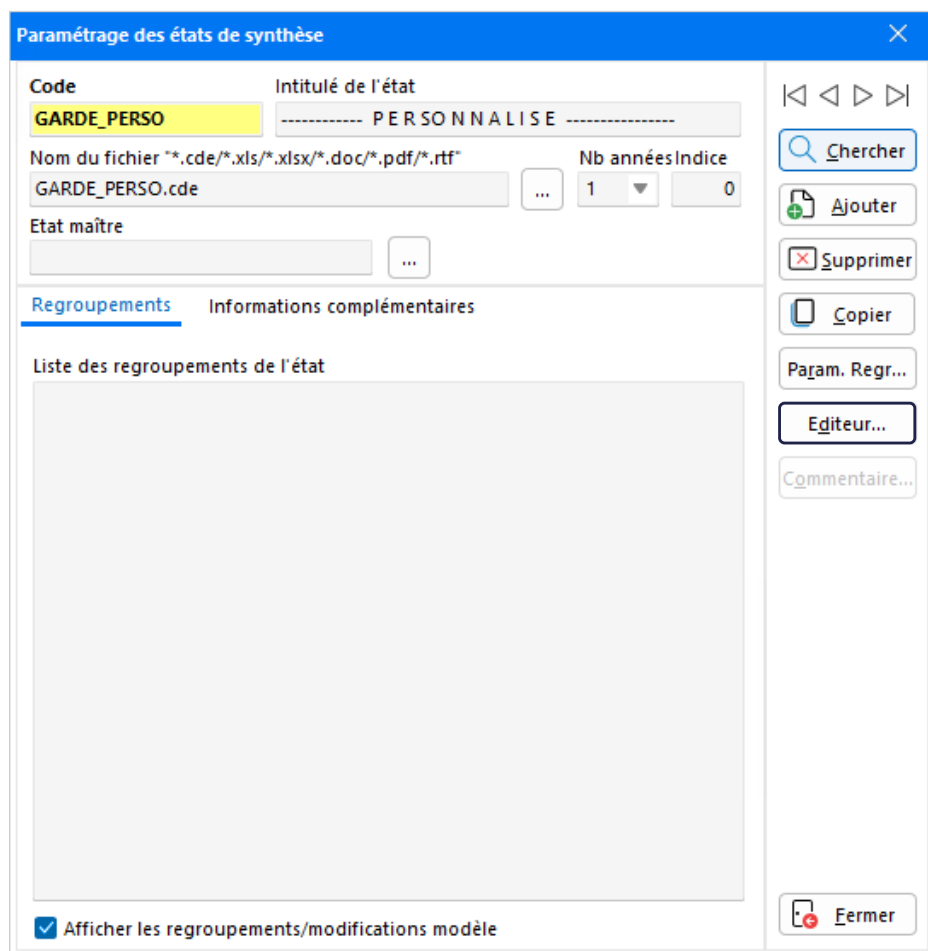 Paramétrage des états de synthèse
Code
Intitulé de l'état
GARDE_PERSO
------------ P E R S O N N A L I S E ----------------
Nom du fichier "*.cde/*.xls/*.xlsx/*.doc/*.pdf/*.rtf"
Nb années Indice
GARDE_PERSO.cde
...
1
0
Etat maître
...
Regroupements
Informations complémentaires
Liste des regroupements de l'état
Afficher les regroupements/modifications modèle
Chercher
Ajouter
Supprimer
Copier
Param. Regr...
Editeur...
Commentaire...
Fermer